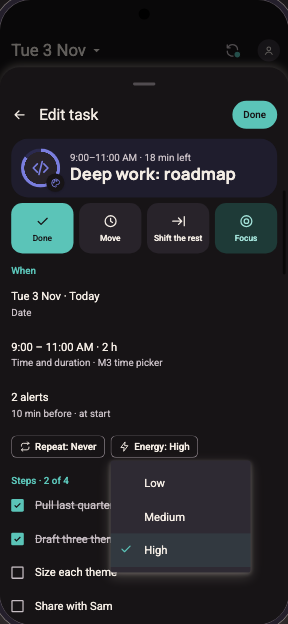 Tue 3 Nov
Edit task
Done
9:00–11:00 AM · 18 min left
Deep work: roadmap
Done
Move
Shift the rest
Focus
When
Tue 3 Nov · Today
Date
9:00 – 11:00 AM · 2 h
Time and duration · M3 time picker
2 alerts
10 min before · at start
Repeat: Never
Energy: High
Low
Medium
High
Steps · 2 of 4
Pull last
Draft three
Size each theme
Share with Sam